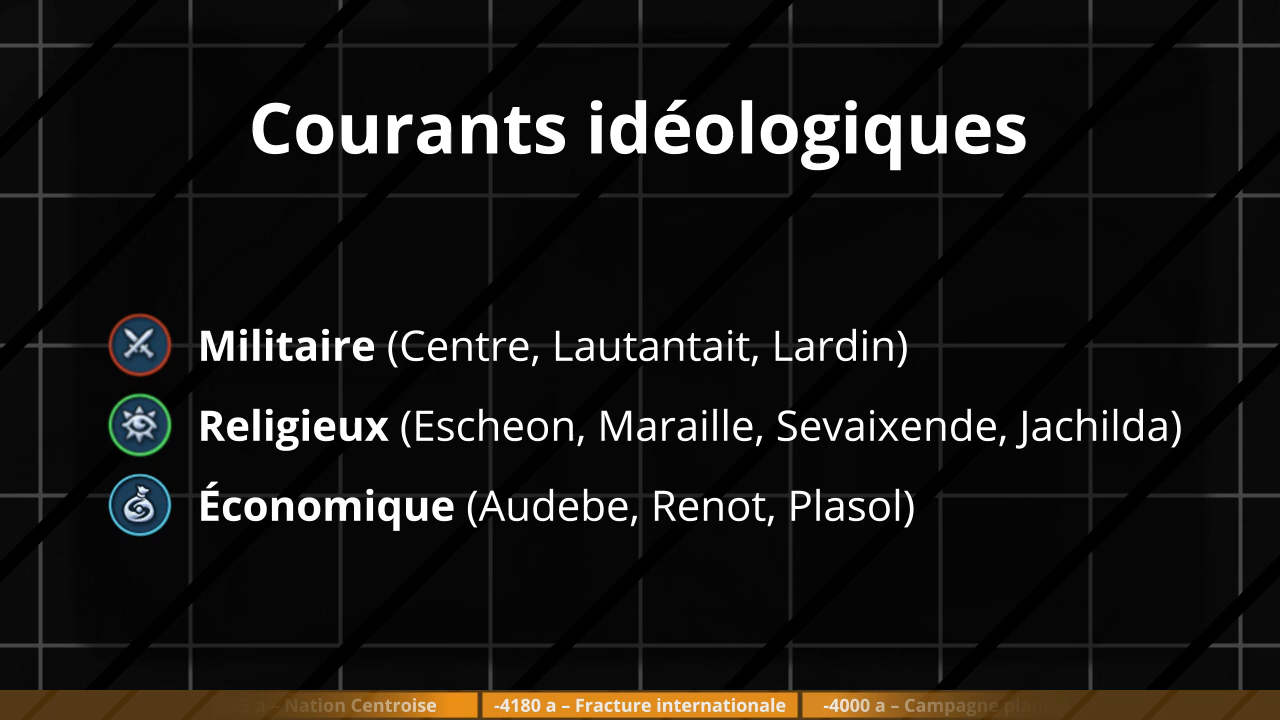 Courants idéologiques
Militaire (Centre, Lautantait, Lardin)
Religieux (Escheon, Maraille, Sevaixende, Jachilda)
Économique (Audebe, Renot, Plasol)
a – Nation Centroise
-4180 a – Fracture internationale
-4000 a – Campagne